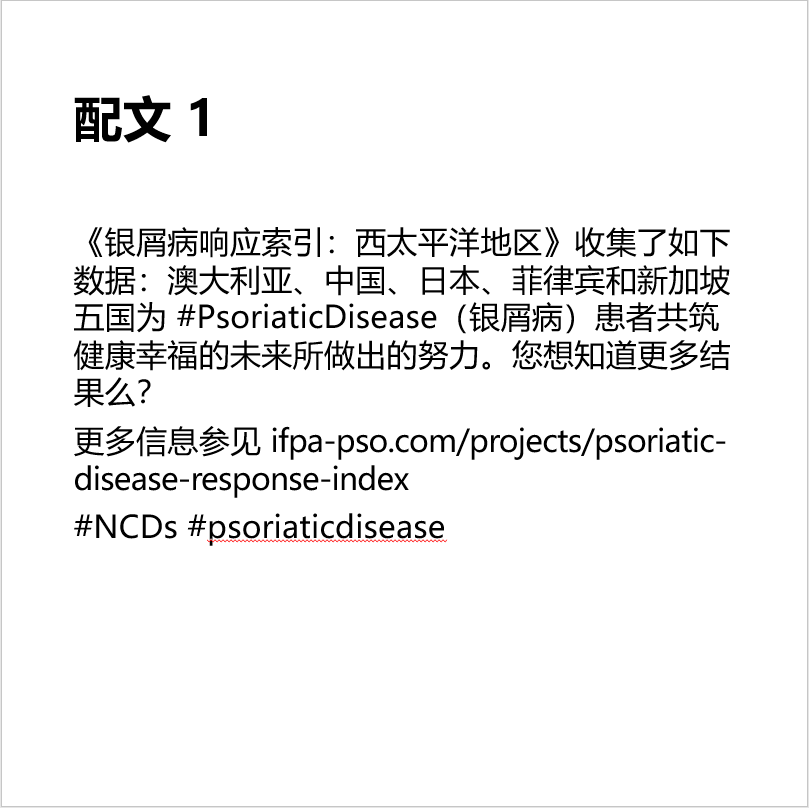 配文 1
《银屑病响应索引：西太平洋地区》收集了如下
数据：澳大利亚、中国、日本、菲律宾和新加坡
五国为 #PsoriaticDisease（银屑病）患者共筑
健康幸福的未来所做出的努力。您想知道更多结
果么？
更多信息参见 ifpa-pso.com/projects/psoriatic-
disease-response-index
#NCDs #psoriaticdisease